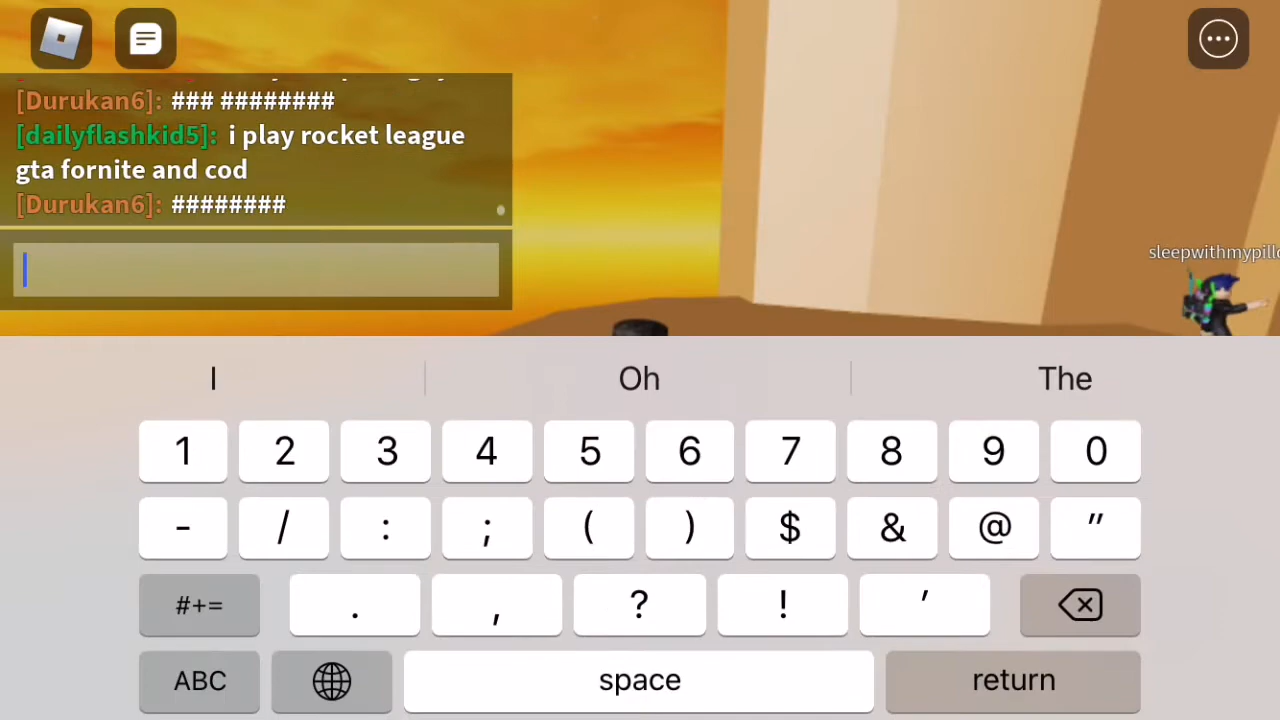 [Durukan6]: ### ########
[dailyflashkid5]: i play rocket league
gta fornite and cod
[Durukan6]: ########
I Oh The
1 2 3 4 5 6 7 8 9 0
- / : ; ( ) $ & @ "
#+= . , ? ! '
ABC space return